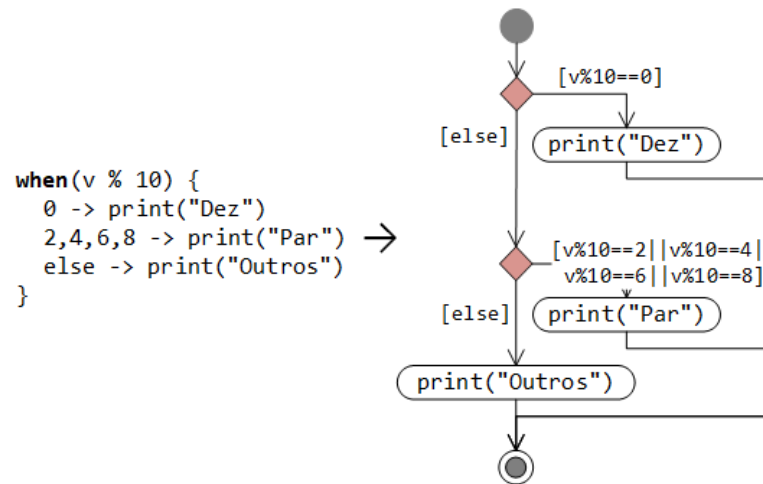 when(v % 10) {
0 -> print("Dez")
2,4,6,8 -> print("Par")
else -> print("Outros")
}
[v%10==0]
[else]
print("Dez")
[v%10==2||v%10==4|
v%10==6||v%10==8]
[else]
print("Par")
print("Outros")